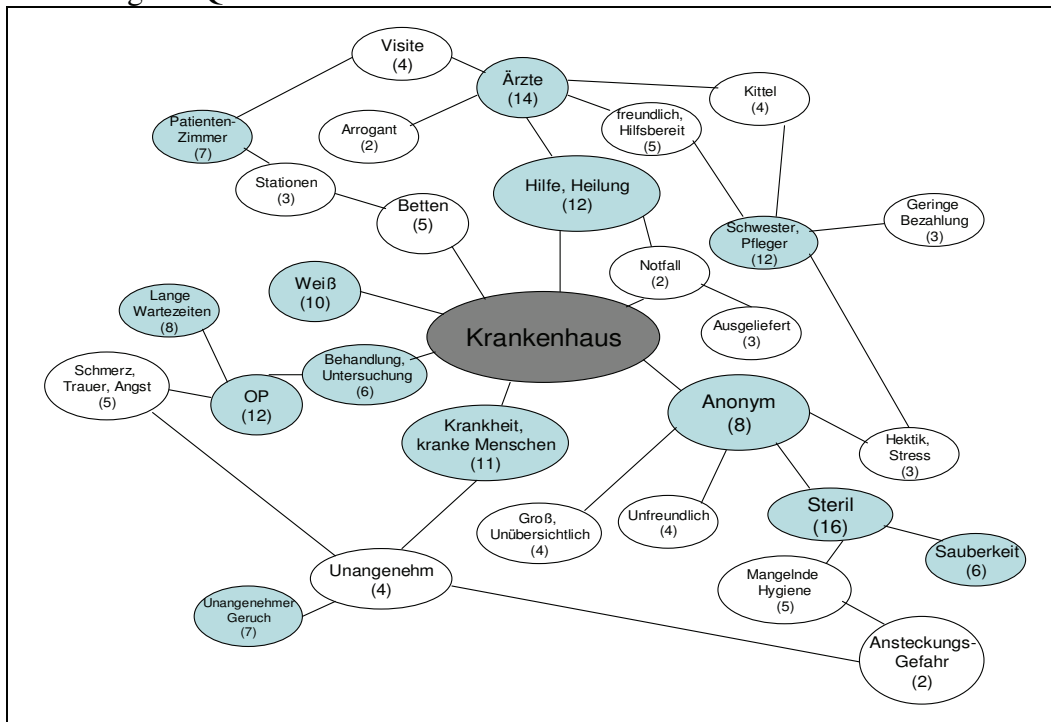 Visite
(4)
Ärzte
(14)
Kittel
(4)
Patienten-
Zimmer
(7)
Arrogant
(2)
freundlich,
Hilfsbereit
(5)
Stationen
(3)
Betten
(5)
Hilfe, Heilung
(12)
Schwester,
Pfleger
(12)
Geringe
Bezahlung
(3)
Notfall
(2)
Weiß
(10)
Lange
Wartezeiten
(8)
Krankenhaus
Ausgeliefert
(3)
Schmerz,
Trauer, Angst
(5)
OP
(12)
Behandlung,
Untersuchung
(6)
Krankheit,
kranke Menschen
(11)
Anonym
(8)
Hektik,
Stress
(3)
Groß,
Unübersichtlich
(4)
Unfreundlich
(4)
Steril
(16)
Sauberkeit
(6)
Unangenehm
(4)
Mangelnde
Hygiene
(5)
Unangenehmer
Geruch
(7)
Ansteckungs-
Gefahr
(2)